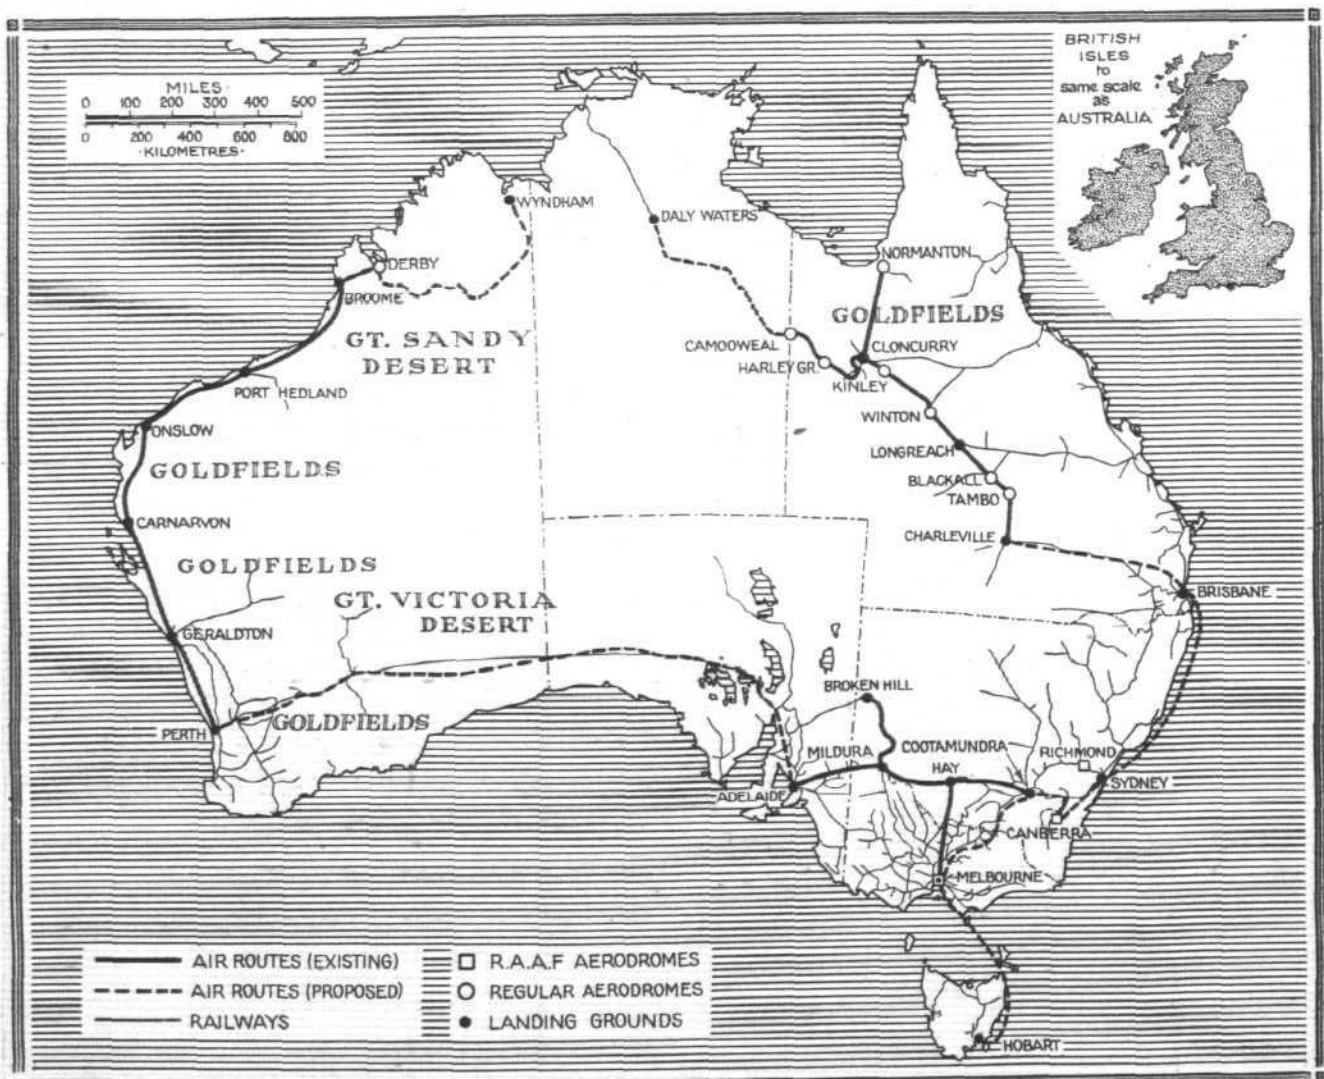 MILES.
0 100 200 300 400 500
0 200 400 600 800
.KILOMETRES.
BRITISH
ISLES
to
same scale
as
AUSTRALIA
WYNDHAM
DALY WATERS
NORMANTON
DERBY
BROOME
GOLDFIELDS
GT. SANDY
DESERT
CAMOOWEAL
CLONCURRY
HARLEY GR.
KINLEY
PORT HEDLAND
WINTON
ONSLOW
LONGREACH
GOLDFIELDS
BLACKALL
TAMBO
CARNARVON
CHARLEVILLE
GOLDFIELDS
GT. VICTORIA
DESERT
BRISBANE
GERALDTON
BROKEN HILL
GOLDFIELDS
PERTH
MILDURA
COOTAMUNDRA
HAY
RICHMOND
SYDNEY
ADELAIDE
CANBERRA
MELBOURNE
HOBART
AIR ROUTES (EXISTING)
AIR ROUTES (PROPOSED)
RAILWAYS
R.A.A.F AERODROMES
REGULAR AERODROMES
LANDING GROUNDS